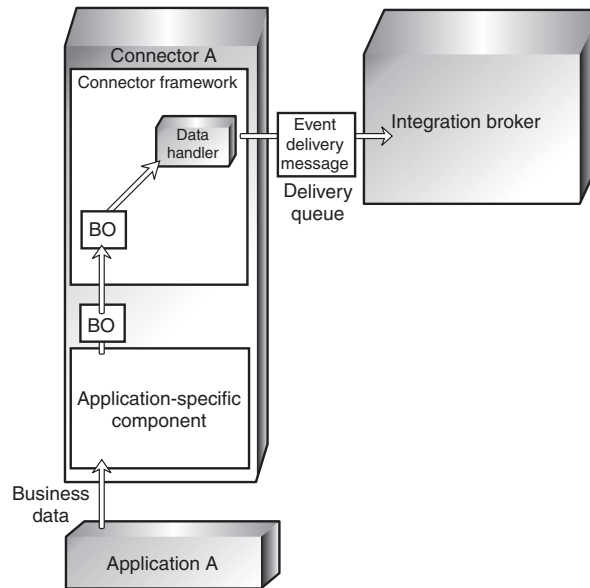 Connector A
Connector framework
Data
handler
Event
delivery
message
Delivery
queue
Integration broker
BO
BO
Application-specific
component
Business
data
Application A